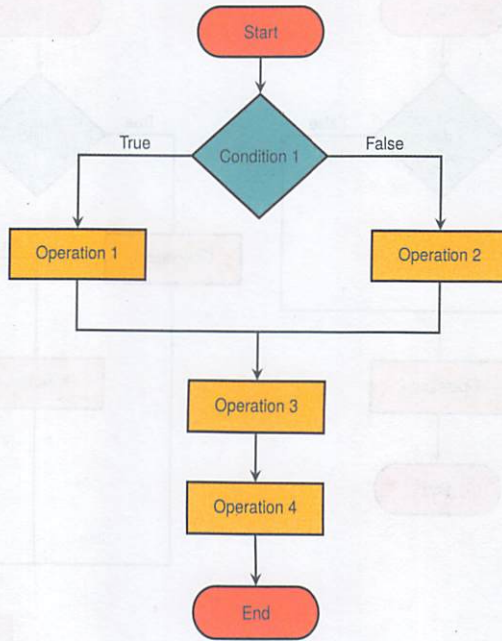 Start
Condition 1
True
False
Operation 1
Operation 2
Operation 3
Operation 4
End